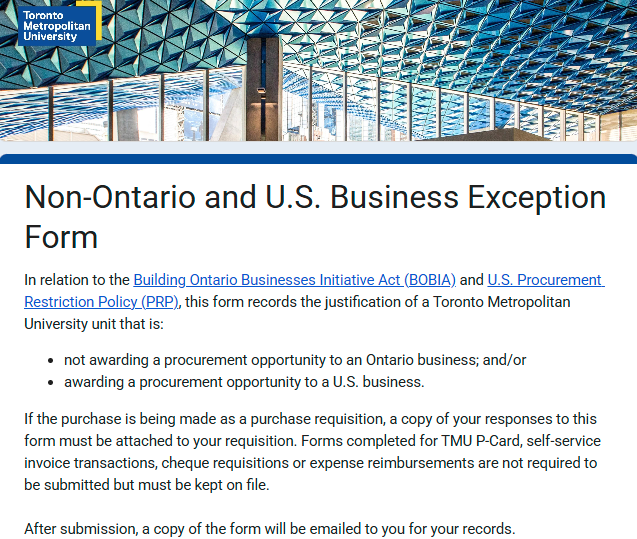 Toronto
Metropolitan
University
Non-Ontario and U.S. Business Exception
Form
In relation to the Building Ontario Businesses Initiative Act (BOBIA) and U.S. Procurement
Restriction Policy (PRP), this form records the justification of a Toronto Metropolitan
University unit that is:
• not awarding a procurement opportunity to an Ontario business; and/or
• awarding a procurement opportunity to a U.S. business.
If the purchase is being made as a purchase requisition, a copy of your responses to this
form must be attached to your requisition. Forms completed for TMU P-Card, self-service
invoice transactions, cheque requisitions or expense reimbursements are not required to
be submitted but must be kept on file.
After submission, a copy of the form will be emailed to you for your records.